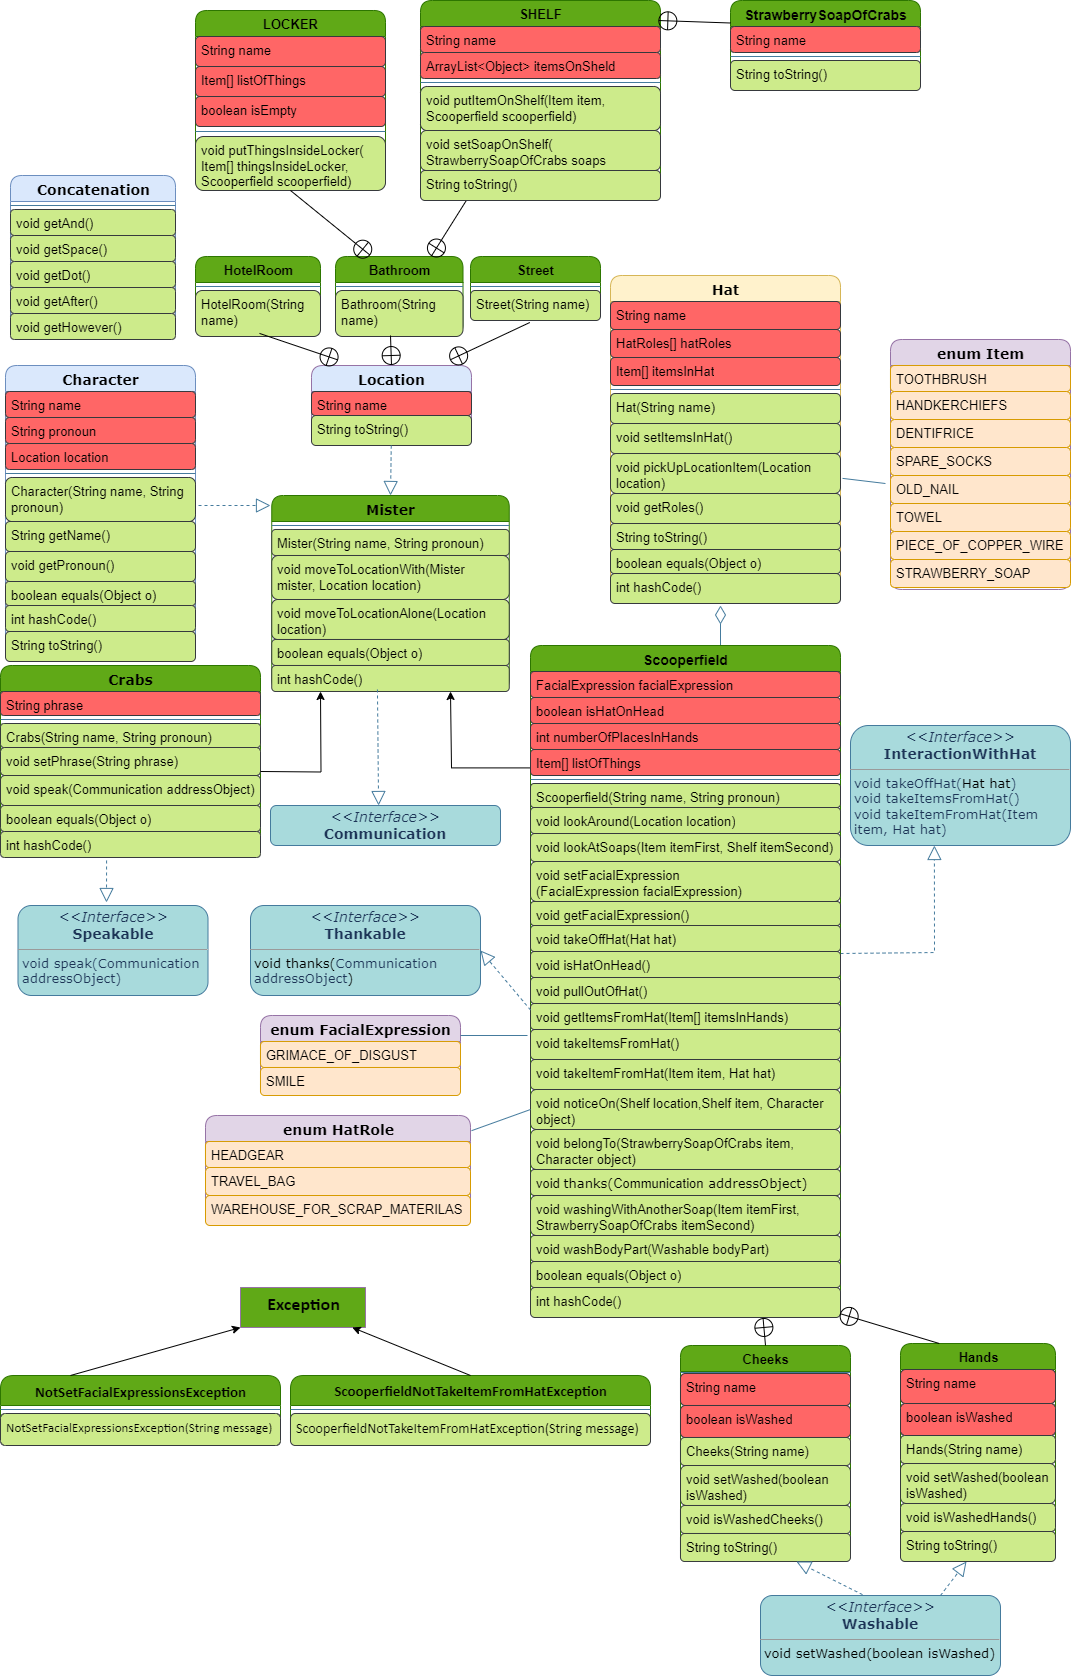 LOCKER
String name
Item[] listOfThings
boolean isEmpty
void putThingsInsideLocker(
Item[] thingsInsideLocker,
Scooperfield scooperfield)
SHELF
String name
ArrayList<Object> itemsOnSheld
void putItemOnShelf(Item item,
Scooperfield scooperfield)
void setSoapOnShelf(
StrawberrySoapOfCrabs soaps
String toString()
StrawberrySoapOfCrabs
String name
String toString()
Concatenation
void getAnd()
void getSpace()
void getDot()
void getAfter()
void getHowever()
HotelRoom
HotelRoom(String
name)
Bathroom
Bathroom(String
name)
Street
Street(String name)
Location
String name
String toString()
Hat
String name
HatRoles[] hatRoles
Item[] itemsInHat
Hat(String name)
void setItemsInHat()
void pickUpLocationItem(Location
location)
void getRoles()
String toString()
boolean equals(Object o)
int hashCode()
enum Item
TOOTHBRUSH
HANDKERCHIEFS
DENTIFRICE
SPARE_SOCKS
OLD_NAIL
TOWEL
PIECE_OF_COPPER_WIRE
STRAWBERRY_SOAP
Character
String name
String pronoun
Location location
Character(String name, String
pronoun)
String getName()
void getPronoun()
boolean equals(Object o)
int hashCode()
String toString()
Mister
Mister(String name, String pronoun)
void moveToLocationWith(Mister
mister, Location location)
void moveToLocationAlone(Location
location)
boolean equals(Object o)
int hashCode()
Crabs
String phrase
Crabs(String name, String pronoun)
void setPhrase(String phrase)
void speak(Communication addressObject)
boolean equals(Object o)
int hashCode()
<<Interface>>
Communication
<<Interface>>
Speakable
void speak(Communication
addressObject)
<<Interface>>
Thankable
void thanks(Communication
addressObject)
Scooperfield
FacialExpression facialExpression
boolean isHatOnHead
int numberOfPlacesInHands
Item[] listOfThings
Scooperfield(String name, String pronoun)
void lookAround(Location location)
void lookAtSoaps(Item itemFirst, Shelf itemSecond)
void setFacialExpression
(FacialExpression facialExpression)
void getFacialExpression()
void takeOffHat(Hat hat)
void isHatOnHead()
void pullOutOfHat()
void getItemsFromHat(Item[] itemsInHands)
void takeItemsFromHat()
void takeItemFromHat(Item item, Hat hat)
void noticeOn(Shelf location,Shelf item, Character
object)
void belongTo(StrawberrySoapOfCrabs item,
Character object)
void thanks(Communication addressObject)
void washingWithAnotherSoap(Item itemFirst,
StrawberrySoapOfCrabs itemSecond)
void washBodyPart(Washable bodyPart)
boolean equals(Object o)
int hashCode()
<<Interface>>
InteractionWithHat
void takeOffHat(Hat hat)
void takeItemsFromHat()
void takeItemFromHat(Item
item, Hat hat)
enum FacialExpression
GRIMACE_OF_DISGUST
SMILE
enum HatRole
HEADGEAR
TRAVEL_BAG
WAREHOUSE_FOR_SCRAP_MATERILAS
Exception
NotSetFacialExpressionsException
NotSetFacialExpressionsException(String message)
ScooperfieldNotTakeItemFromHatException
ScooperfieldNotTakeItemFromHatException(String message)
Cheeks
String name
boolean isWashed
Cheeks(String name)
void setWashed(boolean
isWashed)
void isWashedCheeks()
String toString()
Hands
String name
boolean isWashed
Hands(String name)
void setWashed(boolean
isWashed)
void isWashedHands()
String toString()
<<Interface>>
Washable
void setWashed(boolean isWashed)